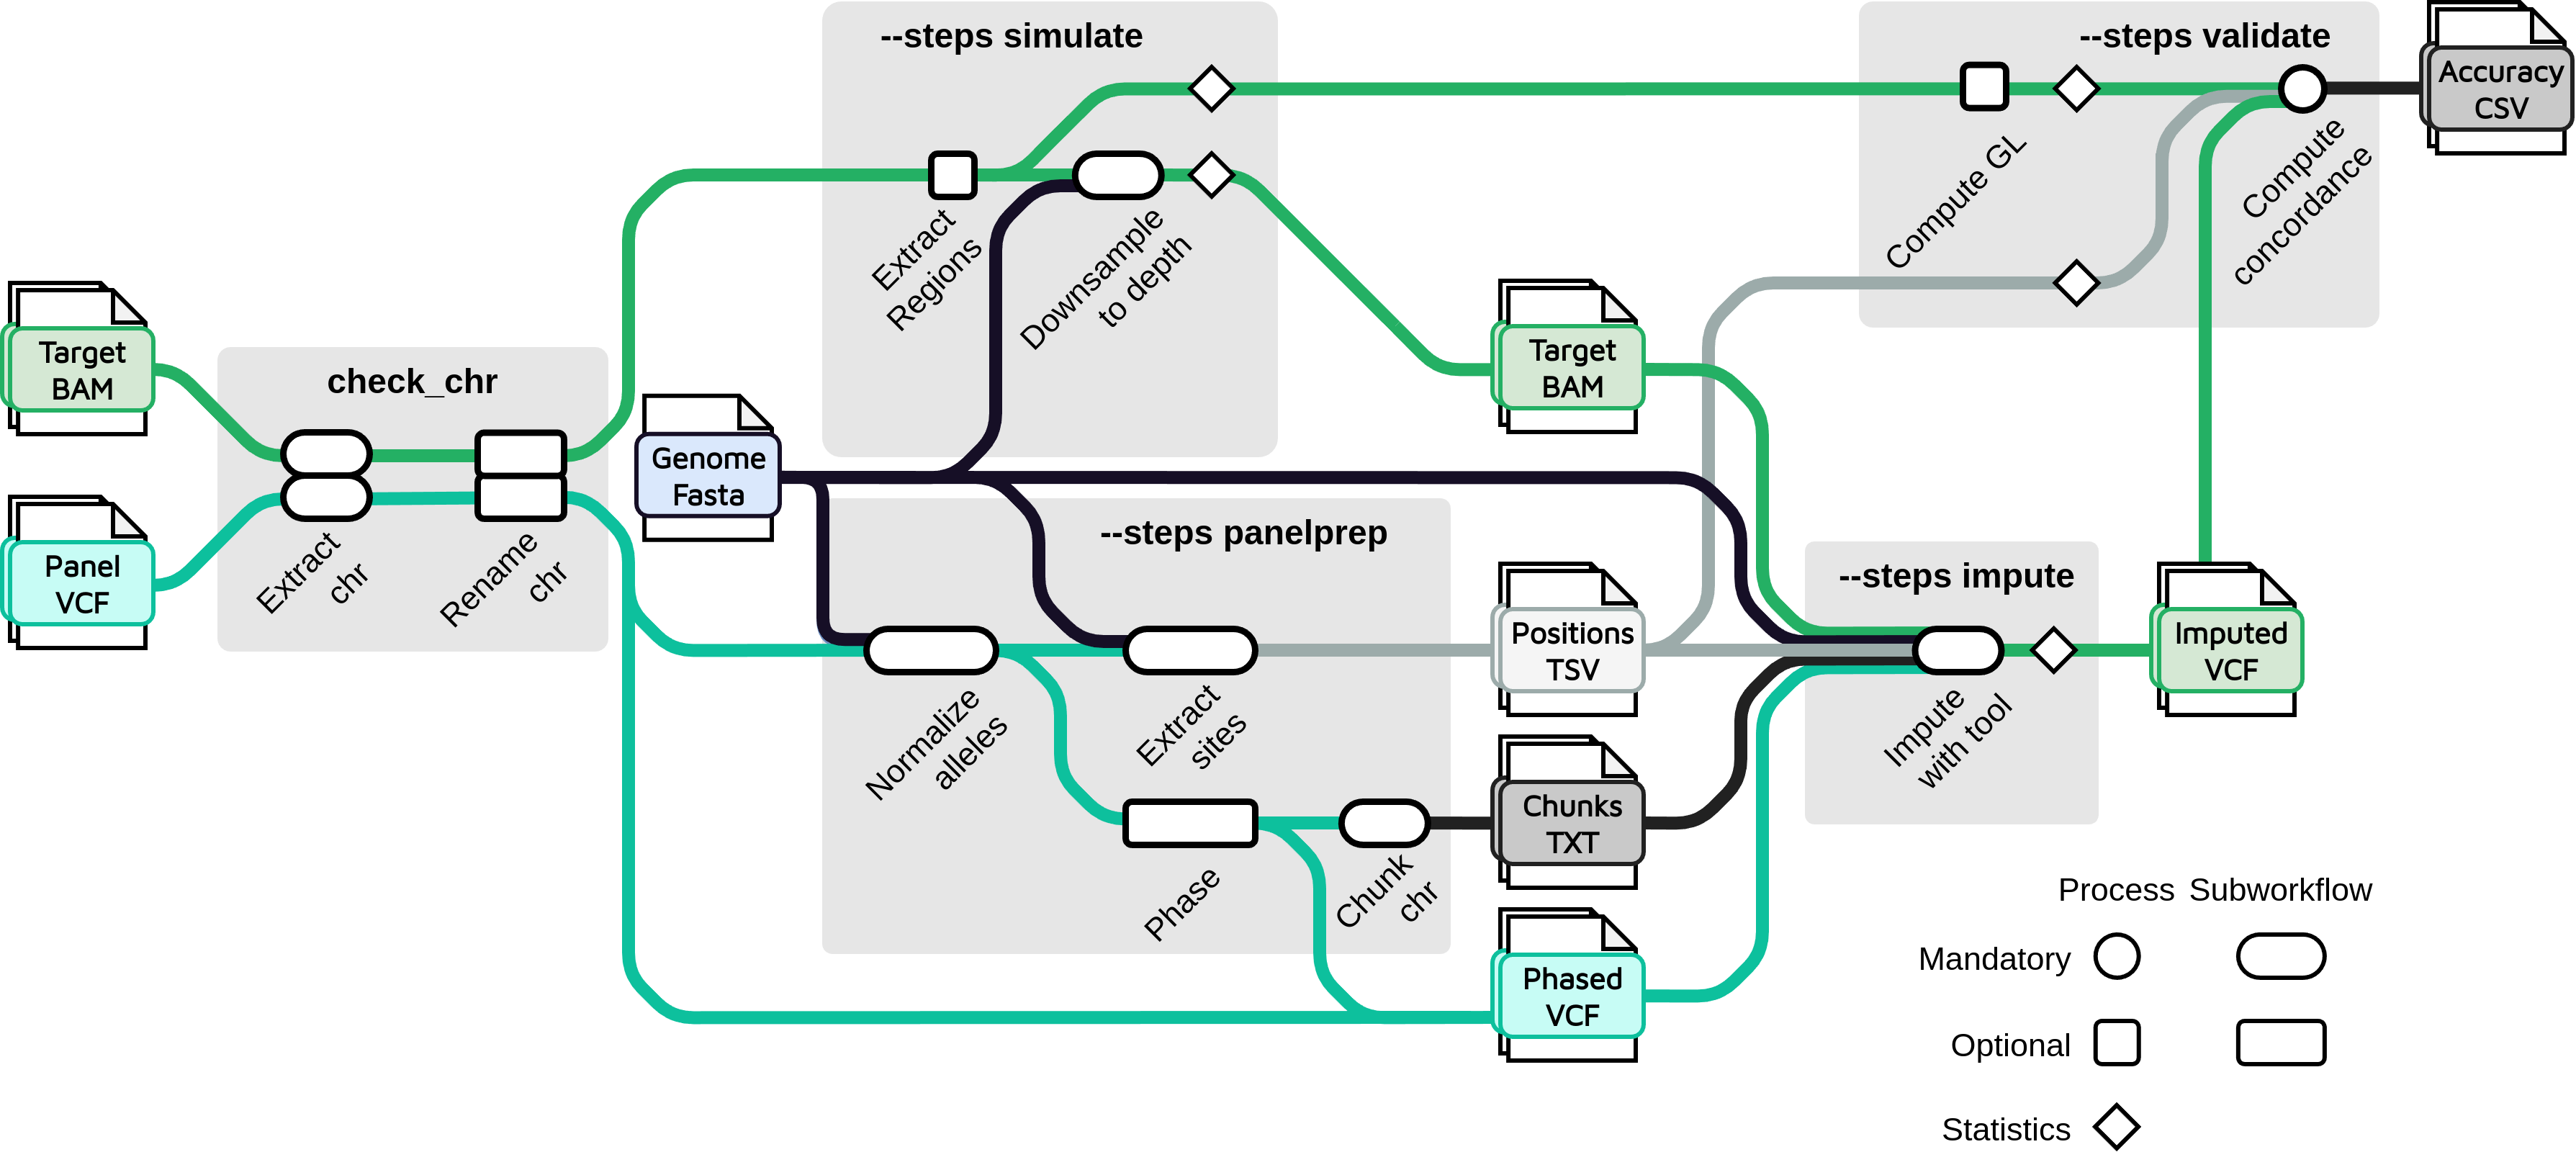 --steps simulate
--steps validate
Accuracy
CSV
Compute GL
Compute
concordance
Extract
Regions
Downsample
to depth
Target
BAM
Target
BAM
check_chr
Genome
Fasta
Panel
VCF
Extract
chr
Rename
chr
--steps panelprep
--steps impute
Positions
TSV
Imputed
VCF
Normalize
alleles
Extract
sites
Impute
with tool
Chunks
TXT
Phase
Chunk
chr
Phased
VCF
Process Subworkflow
Mandatory
Optional
Statistics